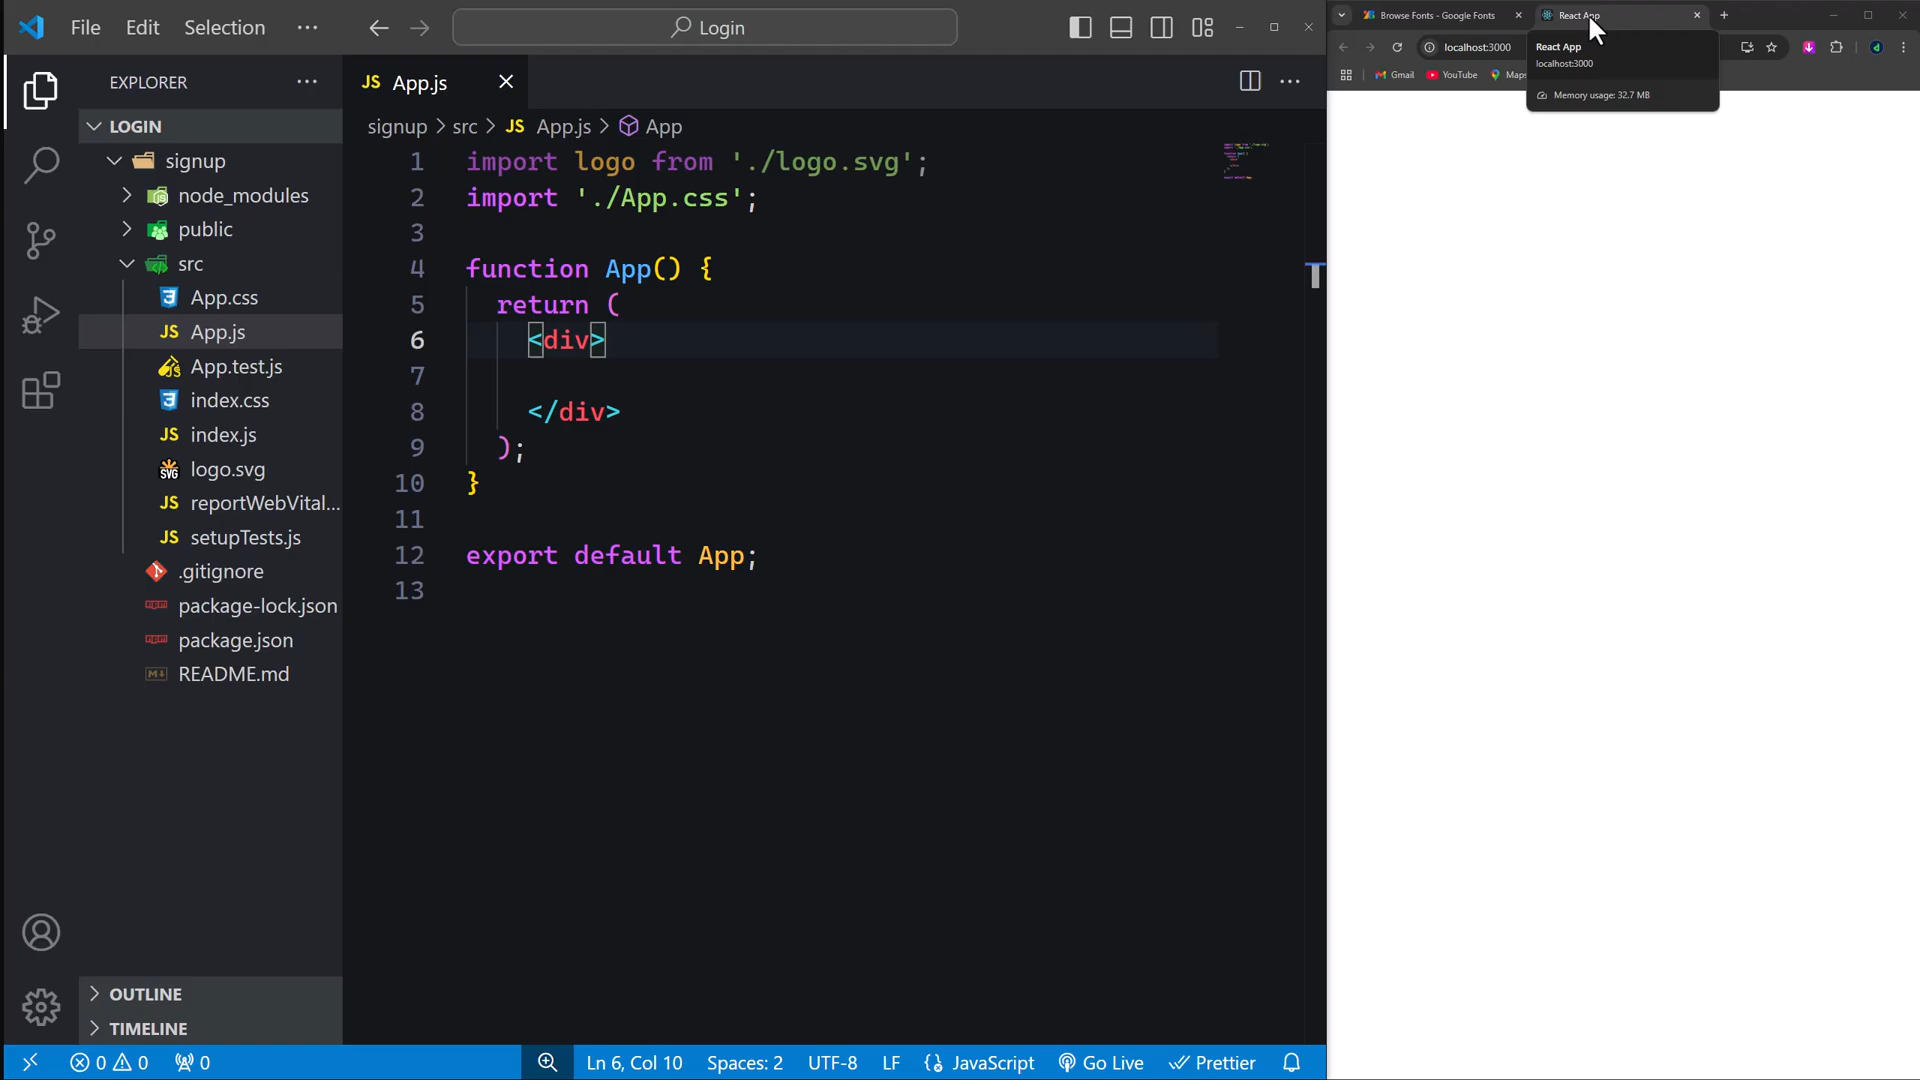 File Edit Selection ··· Login
Browse Fonts - Google Fonts
React App
localhost:3000
React App
localhost:3000
Memory usage: 32.7 MB
Gmail YouTube Maps
EXPLORER ···
LOGIN
signup
node_modules
public
src
App.css
App.js
App.test.js
index.css
index.js
logo.svg
reportWebVital...
setupTests.js
.gitignore
package-lock.json
package.json
README.md
OUTLINE
TIMELINE
JS App.js
signup > src > JS App.js > App
1 import logo from './logo.svg';
2 import './App.css';
3
4 function App() {
5 return (
6 <div>
7
8 </div>
9 );
10 }
11
12 export default App;
13
0 0 0 Ln 6, Col 10 Spaces: 2 UTF-8 LF {} JavaScript Go Live Prettier